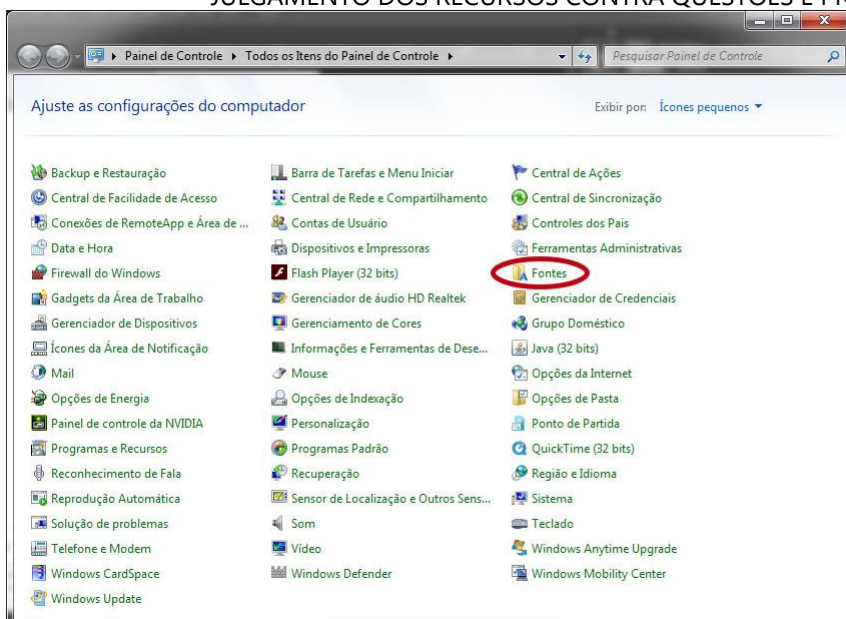 JULGAMENTO DOS RECURSOS CONTRA QUESTÕES E
Painel de Controle Todos os Itens do Painel de Controle Pesquisar Painel de Controle
Ajuste as configurações do computador Exibir por: Ícones pequenos
Backup e Restauração Barra de Tarefas e Menu Iniciar Central de Ações
Central de Facilidade de Acesso Central de Rede e Compartilhamento Central de Sincronização
Conexões de RemoteApp e Área de ... Contas de Usuário Controles dos Pais
Data e Hora Dispositivos e Impressoras Ferramentas Administrativas
Firewall do Windows Flash Player (32 bits) Fontes
Gadgets da Área de Trabalho Gerenciador de áudio HD Realtek Gerenciador de Credenciais
Gerenciador de Dispositivos Gerenciamento de Cores Grupo Doméstico
Ícones da Área de Notificação Informações e Ferramentas de Dese... Java (32 bits)
Mail Mouse Opções da Internet
Opções de Energia Opções de Indexação Opções de Pasta
Painel de controle da NVIDIA Personalização Ponto de Partida
Programas e Recursos Programas Padrão QuickTime (32 bits)
Reconhecimento de Fala Recuperação Região e Idioma
Reprodução Automática Sensor de Localização e Outros Sens... Sistema
Solução de problemas Som Teclado
Telefone e Modem Vídeo Windows Anytime Upgrade
Windows CardSpace Windows Defender Windows Mobility Center
Windows Update